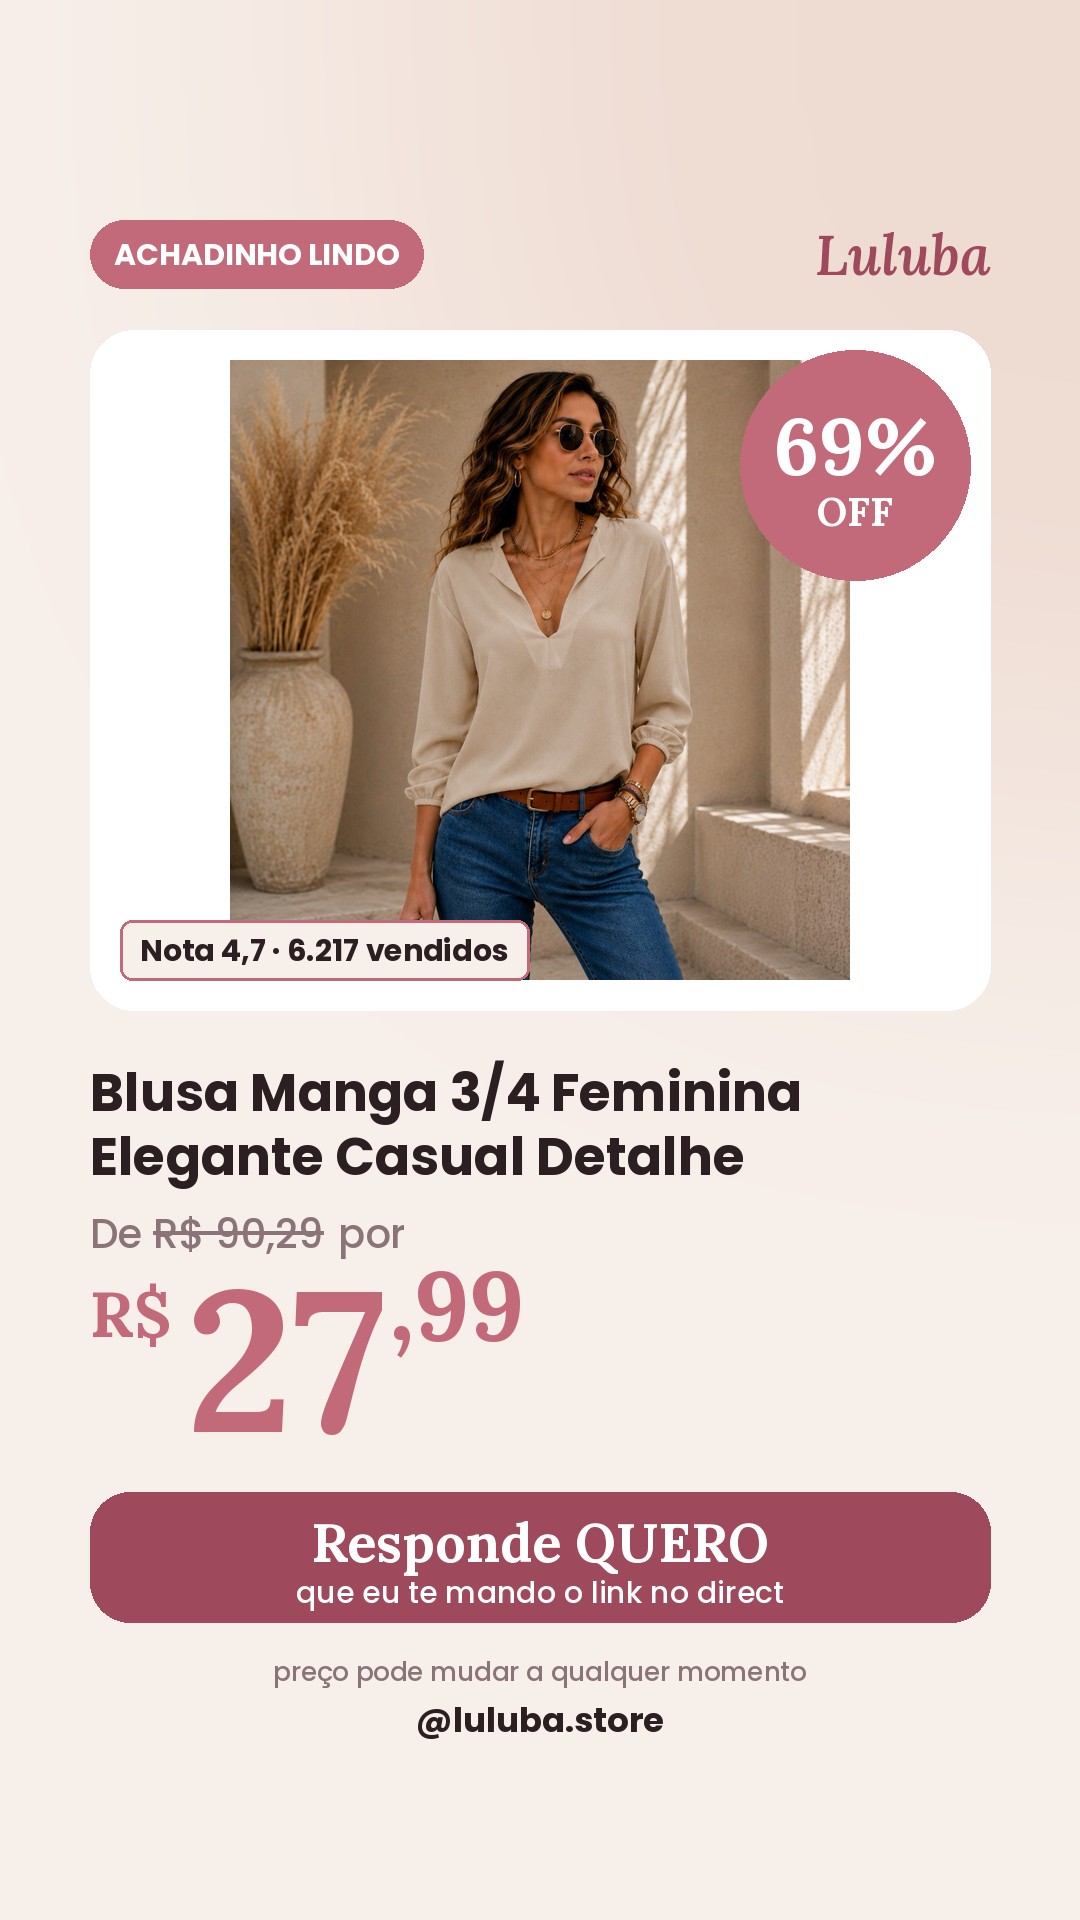 ACHADINHO LINDO
Luluba
69%
OFF
Nota 4,7 · 6.217 vendidos
Blusa Manga 3/4 Feminina
Elegante Casual Detalhe
De R$ 90,29 por
R$ 27,99
Responde QUERO
que eu te mando o link no direct
preço pode mudar a qualquer momento
@luluba.store